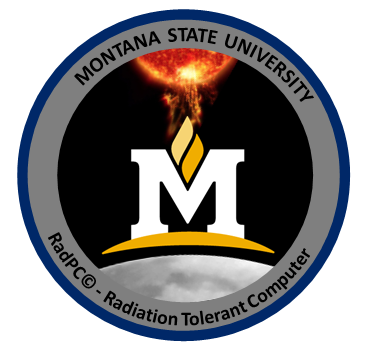 MONTANA STATE UNIVERSITY
M
RadPC© - Radiation Tolerant Computer